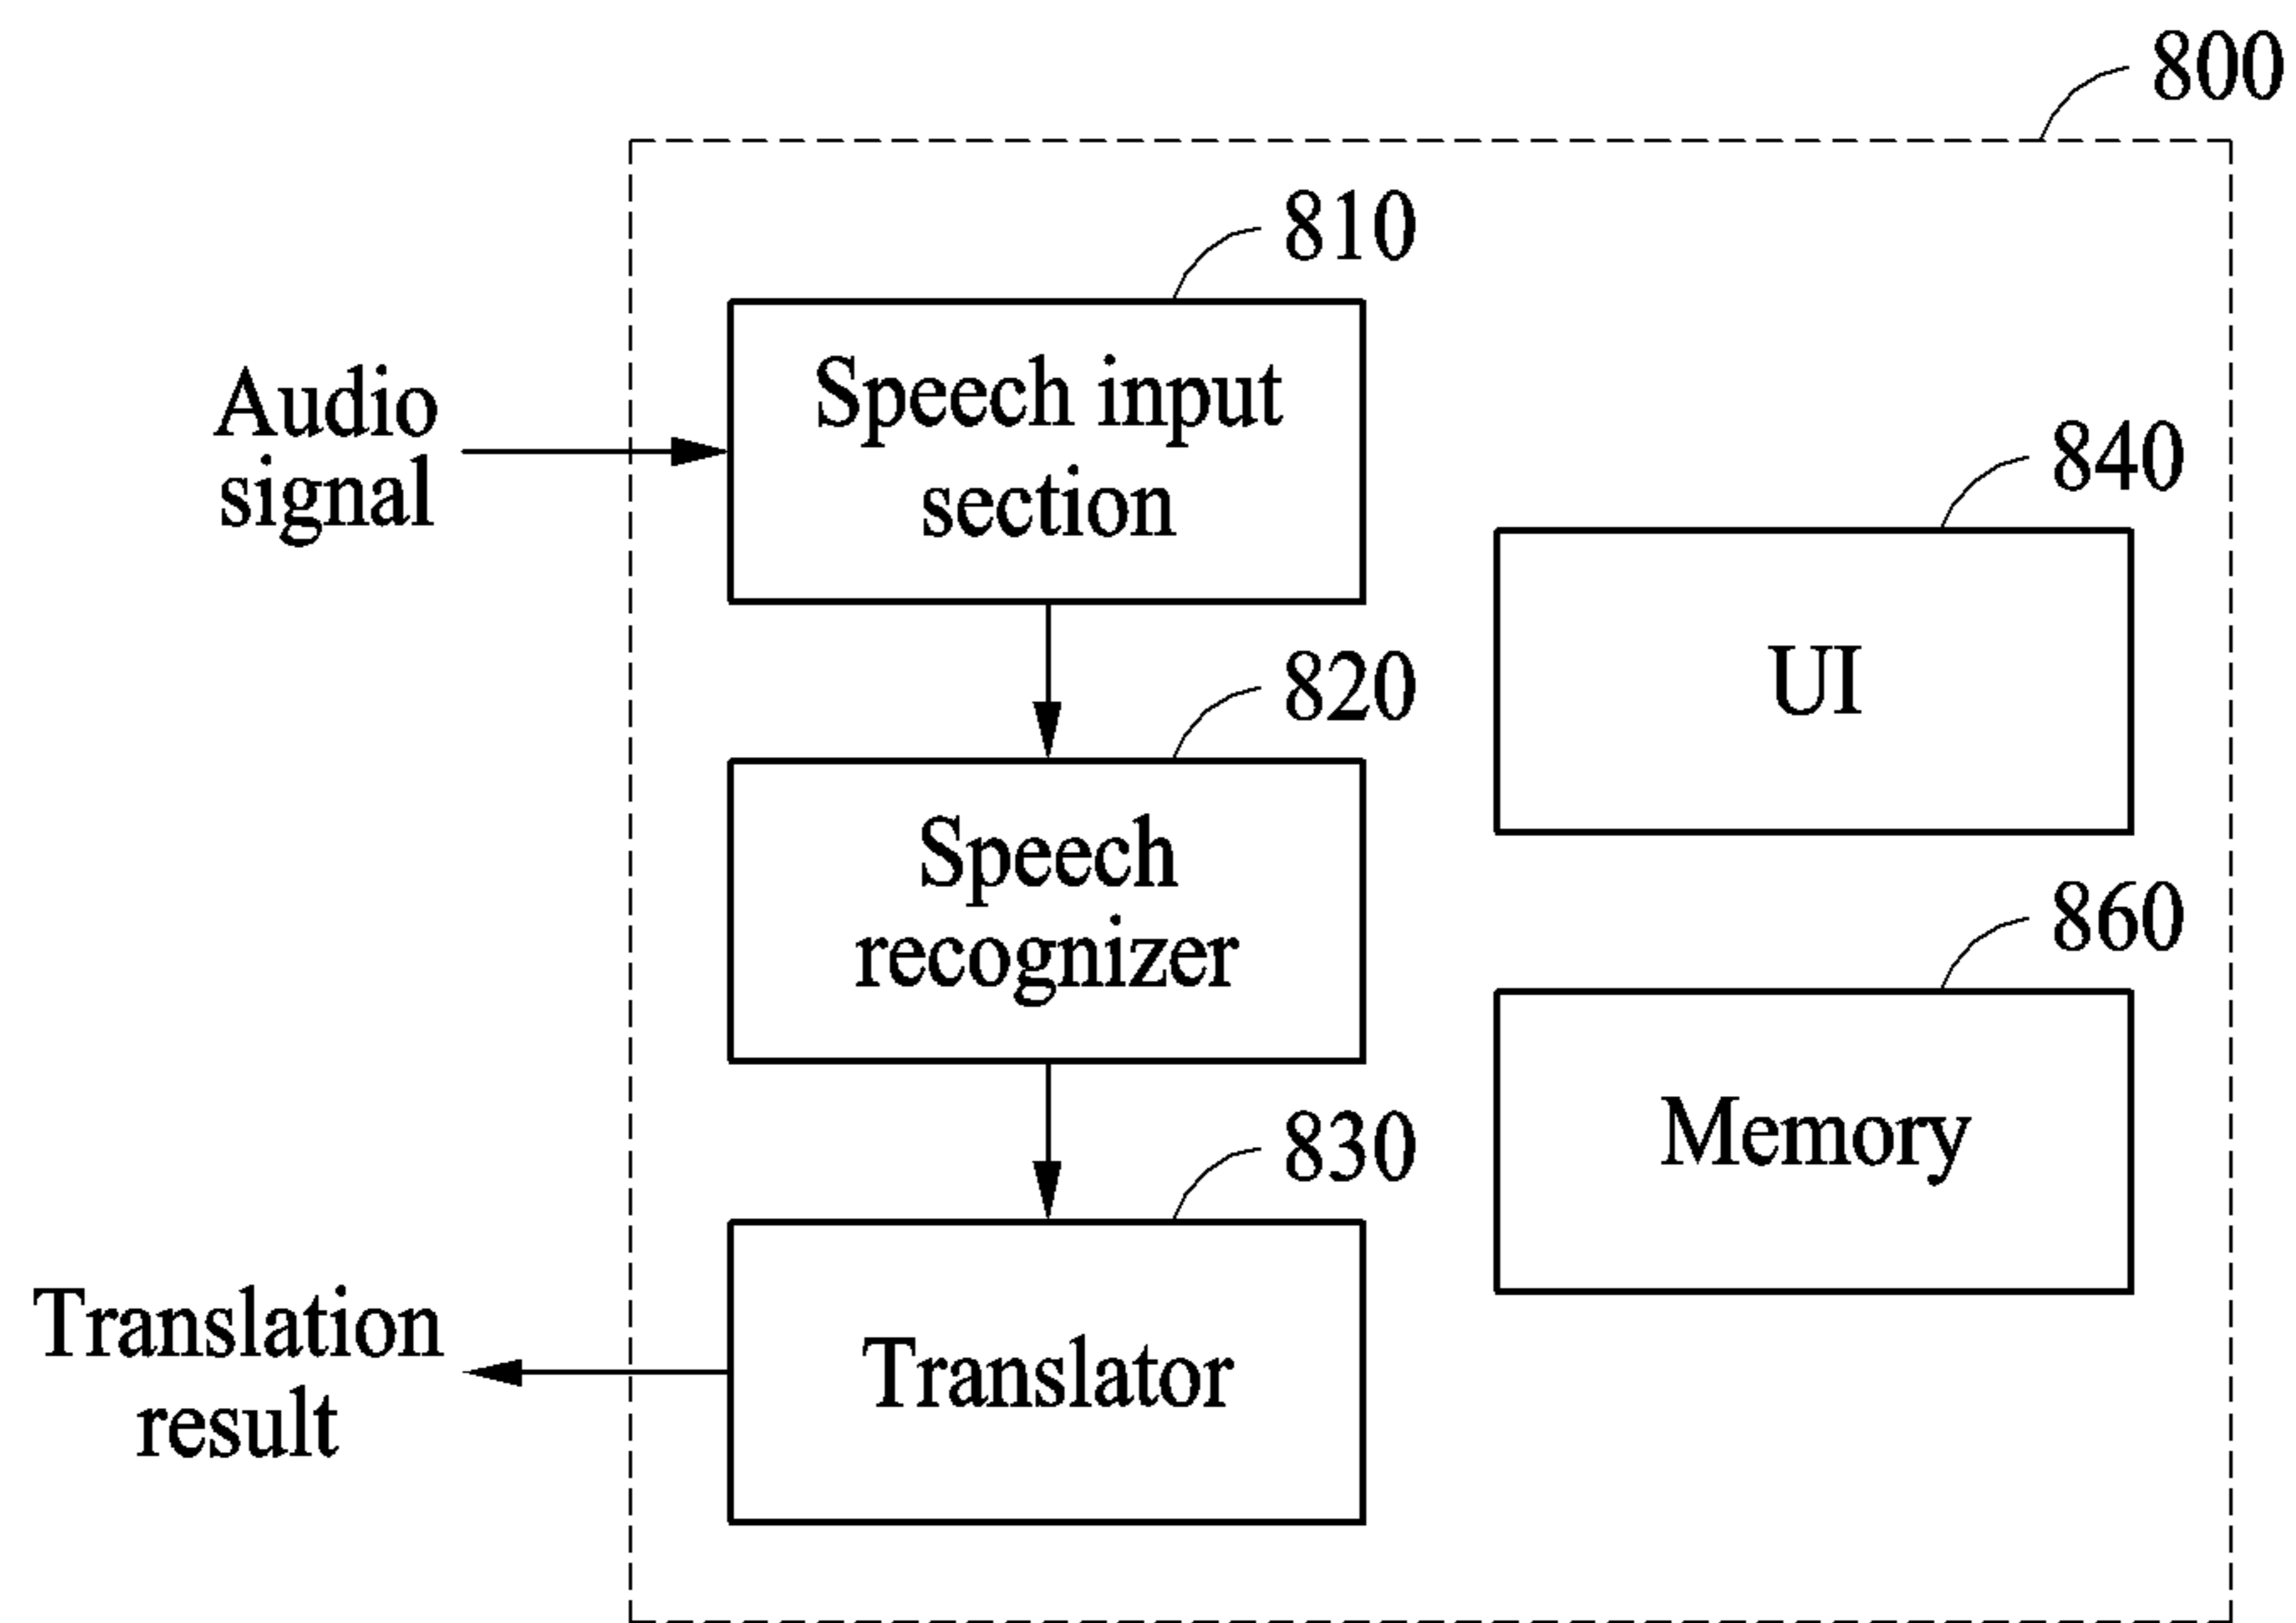 800
810
Speech input
section
Audio
signal
840
UI
820
Speech
recognizer
860
Memory
830
Translator
Translation
result